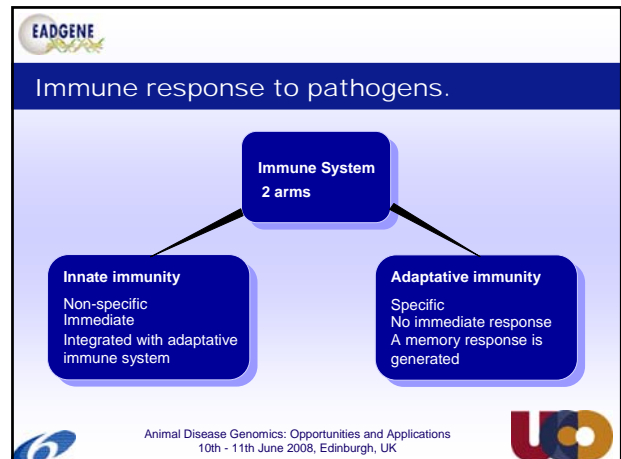 EADGENE
Immune response to pathogens.
Immune System
2 arms
Innate immunity
Non-specific
Immediate
Integrated with adaptative
immune system
Adaptative immunity
Specific
No immediate response
A memory response is
generated
Animal Disease Genomics: Opportunities and Applications
10th - 11th June 2008, Edinburgh, UK
6
UCO